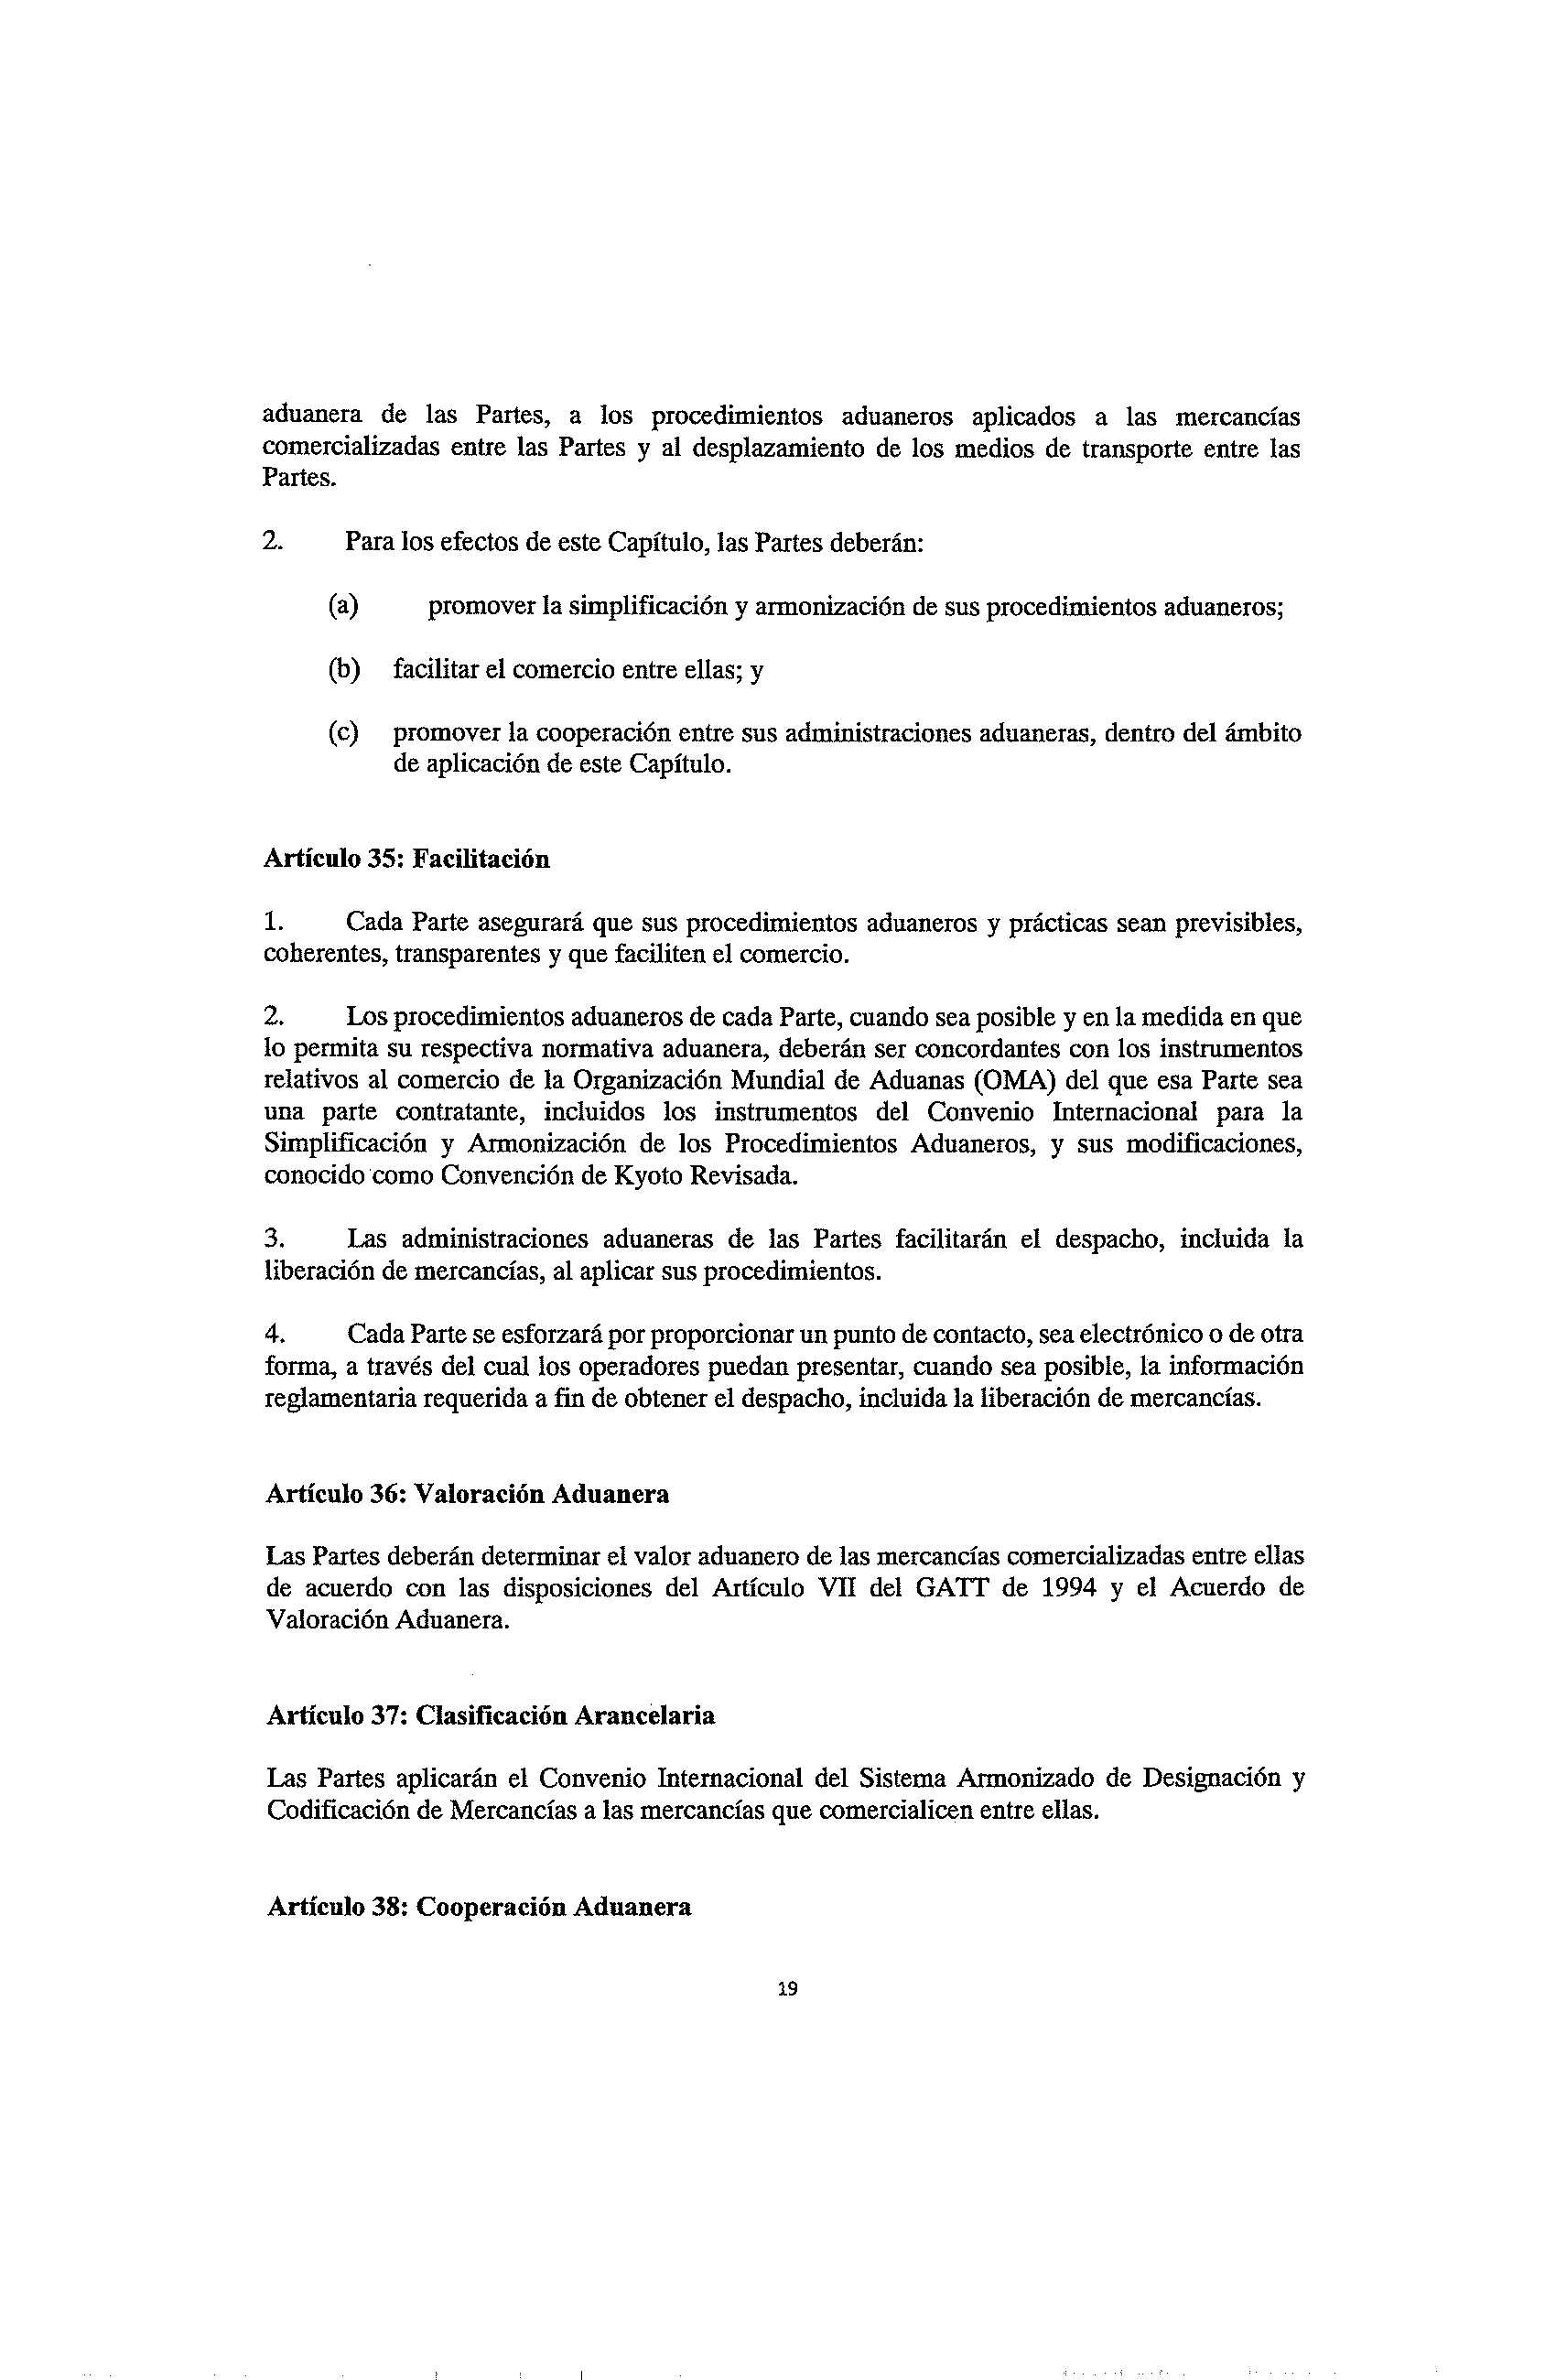 aduanera de las Partes, a los procedimientos aduaneros aplicados a las mercancías
comercializadas entre las Partes y al desplazamiento de los medios de transporte entre las
Partes.
2. Para los efectos de este Capítulo, las Partes deberán:
(a) promover la simplificación y armonización de sus procedimientos aduaneros;
(b) facilitar el comercio entre ellas; y
(c) promover la cooperación entre sus administraciones aduaneras, dentro del ámbito
de aplicación de este Capítulo.
Artículo 35: Facilitación
1. Cada Parte asegurará que sus procedimientos aduaneros y prácticas sean previsibles,
coherentes, transparentes y que faciliten el comercio.
2. Los procedimientos aduaneros de cada Parte, cuando sea posible y en la medida en que
lo permita su respectiva normativa aduanera, deberán ser concordantes con los instrumentos
relativos al comercio de la Organización Mundial de Aduanas (OMA) del que esa Parte sea
una parte contratante, incluidos los instrumentos del Convenio Internacional para la
Simplificación y Armonización de los Procedimientos Aduaneros, y sus modificaciones,
conocido como Convención de Kyoto Revisada.
3. Las administraciones aduaneras de las Partes facilitarán el despacho, incluida la
liberación de mercancías, al aplicar sus procedimientos.
4. Cada Parte se esforzará por proporcionar un punto de contacto, sea electrónico o de otra
forma, a través del cual los operadores puedan presentar, cuando sea posible, la información
reglamentaria requerida a fin de obtener el despacho, incluida la liberación de mercancías.
Artículo 36: Valoración Aduanera
Las Partes deberán determinar el valor aduanero de las mercancías comercializadas entre ellas
de acuerdo con las disposiciones del Artículo VII del GATT de 1994 y el Acuerdo de
Valoración Aduanera.
Artículo 37: Clasificación Arancelaria
Las Partes aplicarán el Convenio Internacional del Sistema Armonizado de Designación y
Codificación de Mercancías a las mercancías que comercialicen entre ellas.
Artículo 38: Cooperación Aduanera
19